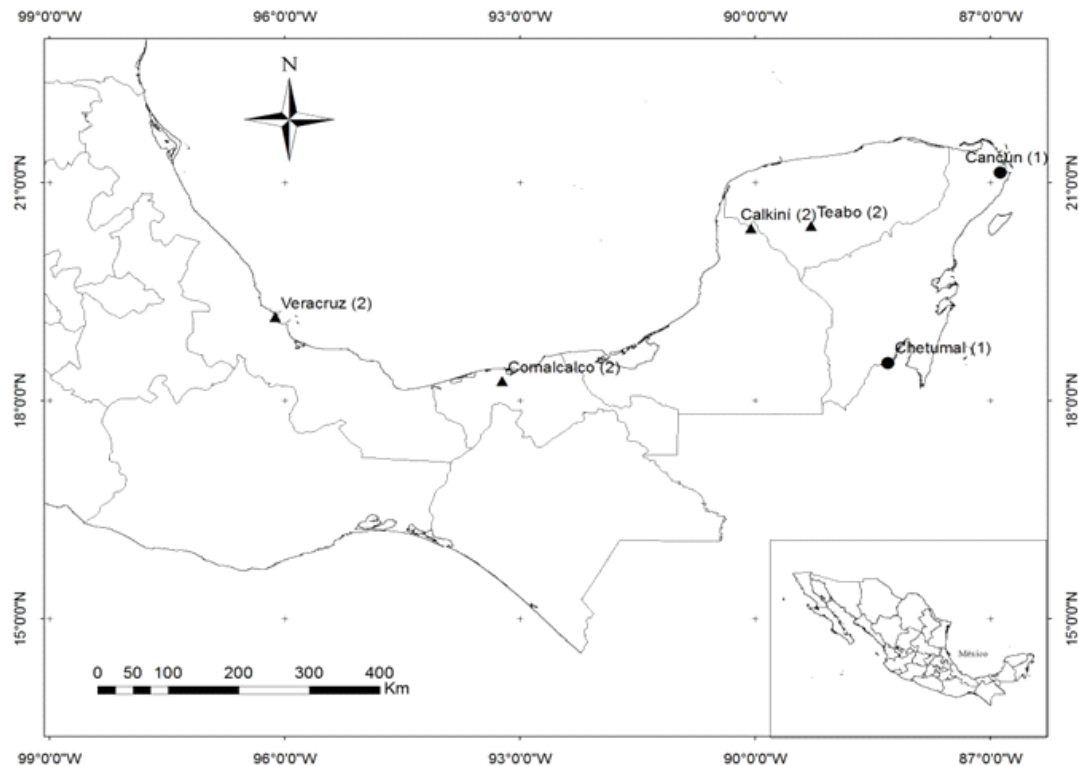 99°0'0"W 96°0'0"W 93°0'0"W 90°0'0"W 87°0'0"W
N
Cancún (1)
21°0'0"N 21°0'0"N
Calkiní (2) Teabo (2)
Veracruz (2)
Chetumal (1)
Comalcalco (2)
18°0'0"N 18°0'0"N
15°0'0"N 15°0'0"N
México
0 50 100 200 300 400
Km
99°0'0"W 96°0'0"W 93°0'0"W 90°0'0"W 87°0'0"W